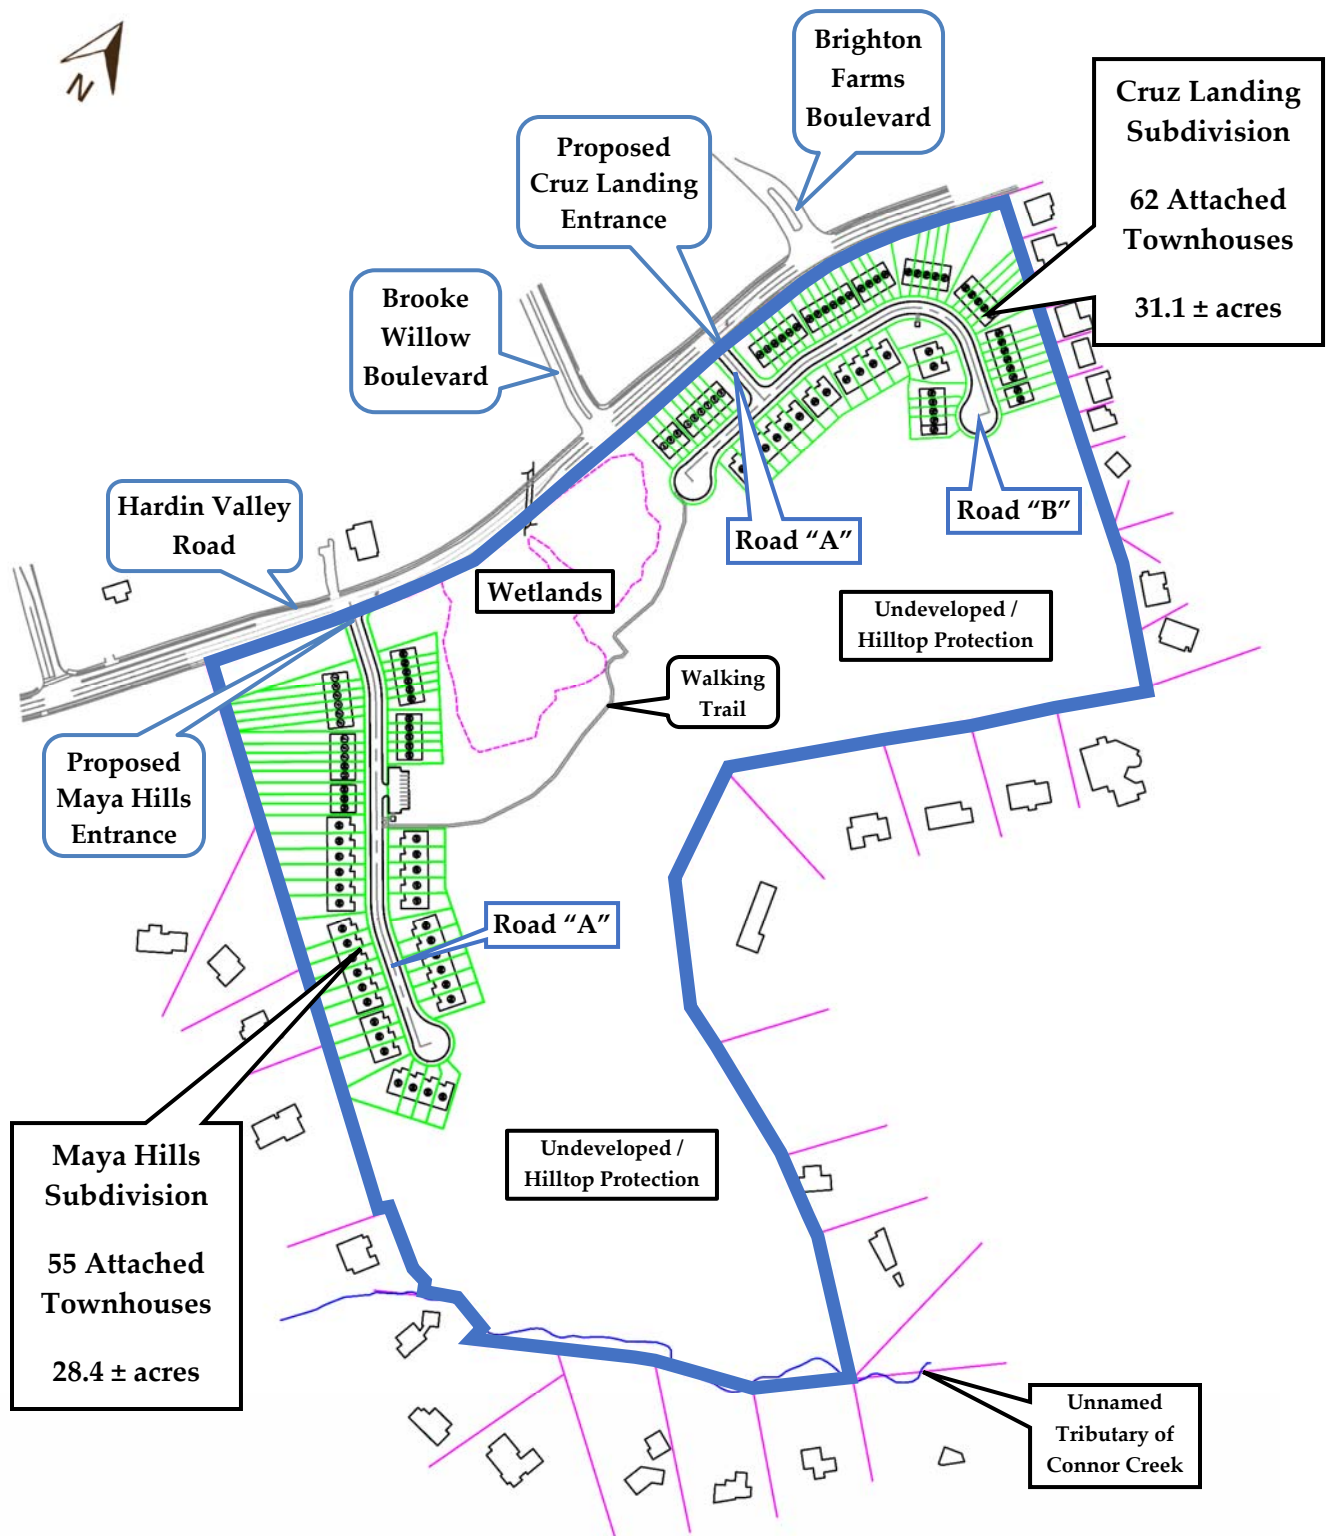 N
Brighton
Farms
Boulevard
Cruz Landing
Subdivision
62 Attached
Townhouses
31.1 ± acres
Proposed
Cruz Landing
Entrance
Brooke
Willow
Boulevard
Hardin Valley
Road
Road “A”
Road “B”
Wetlands
Undeveloped /
Hilltop Protection
Walking
Trail
Proposed
Maya Hills
Entrance
Road “A”
Maya Hills
Subdivision
55 Attached
Townhouses
28.4 ± acres
Undeveloped /
Hilltop Protection
Unnamed
Tributary of
Connor Creek